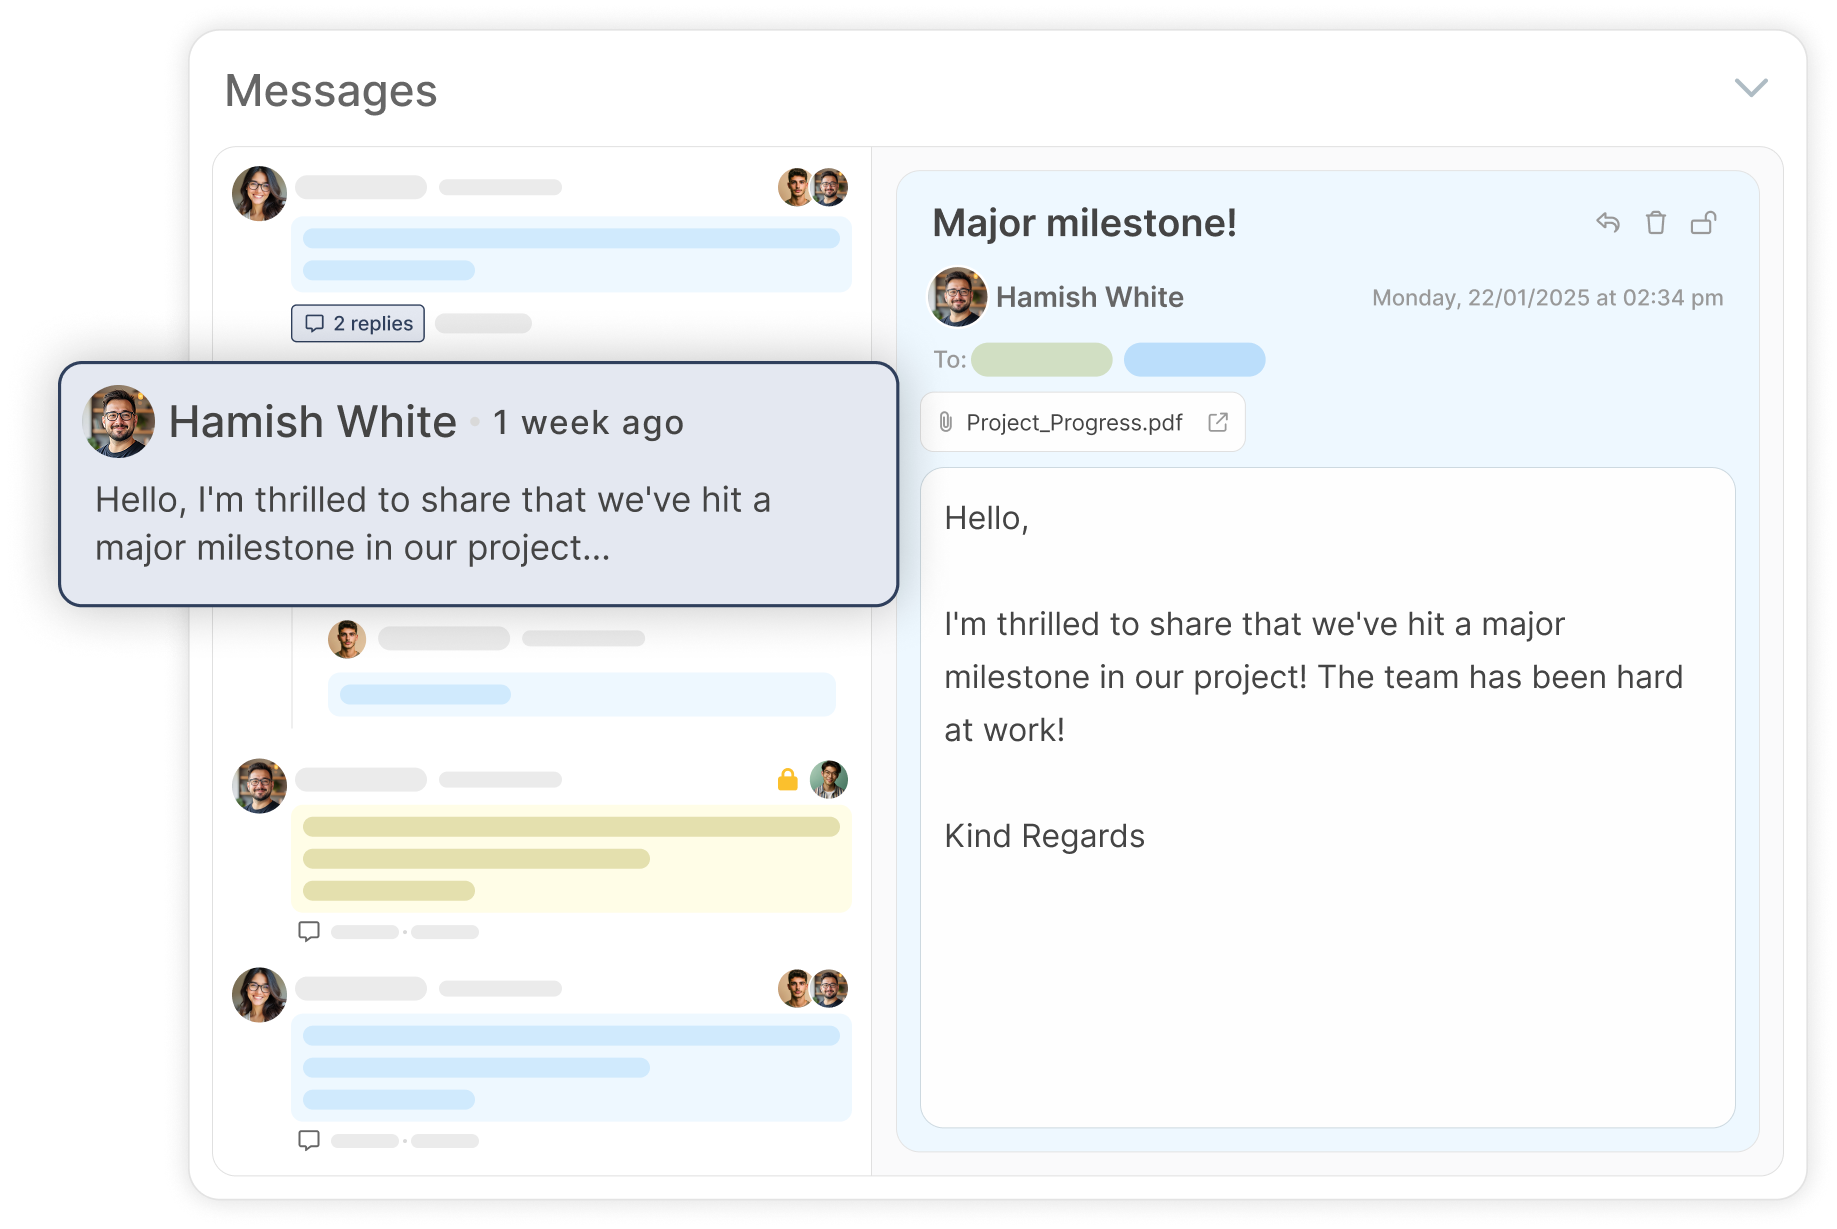 Messages
2 replies
Hamish White • 1 week ago
Hello, I'm thrilled to share that we've hit a
major milestone in our project...
Major milestone!
Hamish White
Monday, 22/01/2025 at 02:34 pm
To:
Project_Progress.pdf
Hello,
I'm thrilled to share that we've hit a major
milestone in our project! The team has been hard
at work!
Kind Regards